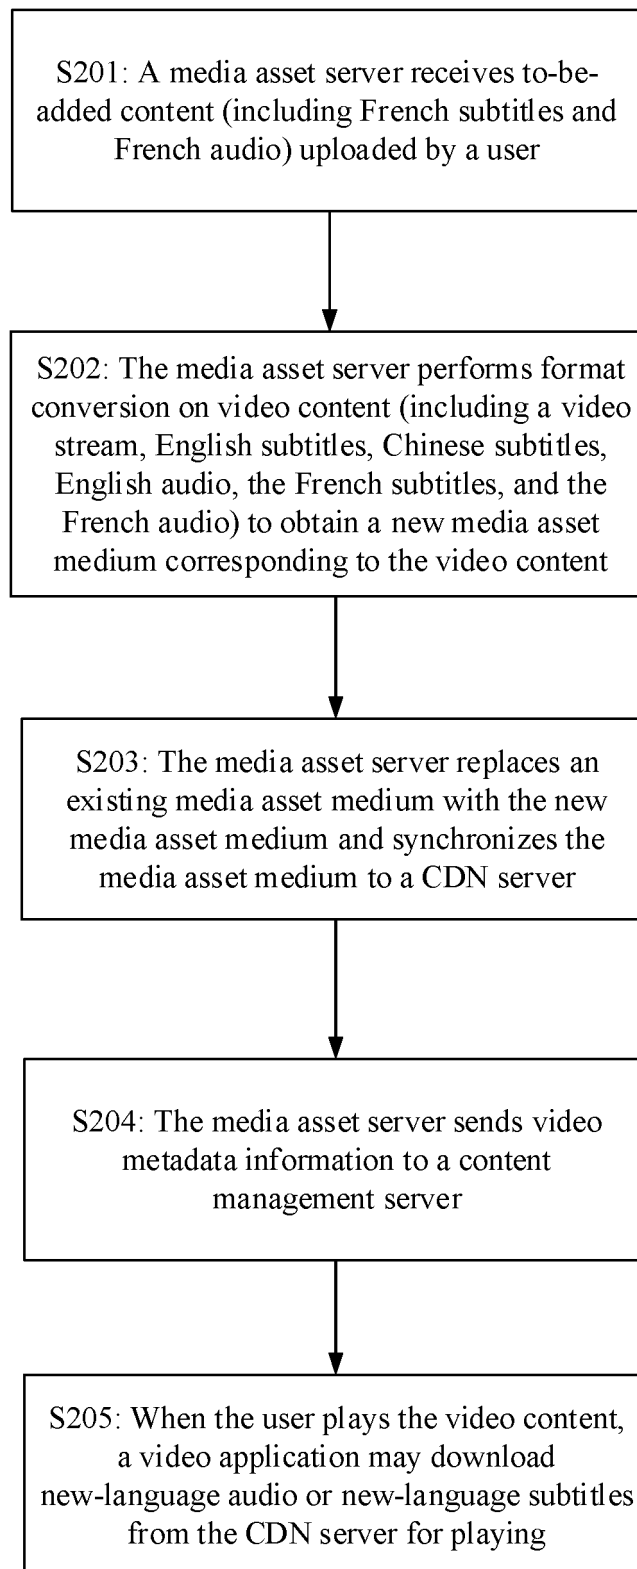 S201: A media asset server receives to-be-
added content (including French subtitles and
French audio) uploaded by a user
S202: The media asset server performs format
conversion on video content (including a video
stream, English subtitles, Chinese subtitles,
English audio, the French subtitles, and the
French audio) to obtain a new media asset
medium corresponding to the video content
S203: The media asset server replaces an
existing media asset medium with the new
media asset medium and synchronizes the
media asset medium to a CDN server
S204: The media asset server sends video
metadata information to a content
management server
S205: When the user plays the video content,
a video application may download
new-language audio or new-language subtitles
from the CDN server for playing